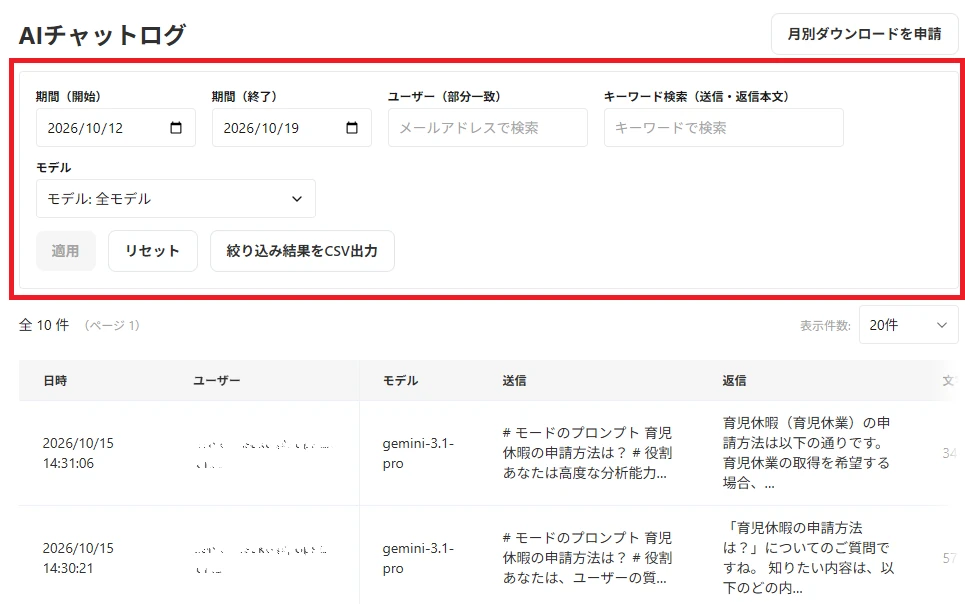 AIチャットログ
月別ダウンロードを申請
期間（開始）
期間（終了）
ユーザー（部分一致）
キーワード検索（送信・返信本文）
2026/10/12
2026/10/19
メールアドレスで検索
キーワードで検索
モデル
モデル: 全モデル
適用
リセット
絞り込み結果をCSV出力
全 10 件
（ページ 1）
表示件数:
20件
日時
ユーザー
モデル
送信
返信
2026/10/15
14:31:06
gemini-3.1-
pro
# モードのプロンプト 育児
休暇の申請方法は？ # 役割
あなたは高度な分析能力...
育児休暇（育児休業）の申
請方法は以下の通りです。
育児休業の取得を希望する
場合、...
34
2026/10/15
14:30:21
gemini-3.1-
pro
# モードのプロンプト 育児
休暇の申請方法は？ # 役割
あなたは、ユーザーの質...
「育児休暇の申請方法
は？」についてのご質問で
すね。 知りたい内容は、以
下のどの内...
57